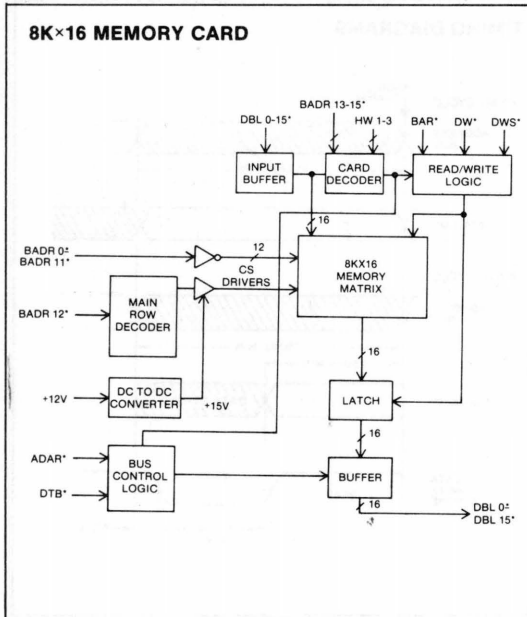 8K×16 MEMORY CARD
BADR 13-15*
DBL 0-15*
HW 1-3
BAR*
DW*
DWS*
INPUT
BUFFER
CARD
DECODER
READ/WRITE
LOGIC
16
BADR 0*
BADR 11*
12
CS
DRIVERS
8KX16
MEMORY
MATRIX
MAIN
ROW
DECODER
BADR 12*
16
+12V
DC TO DC
CONVERTER
+15V
LATCH
16
ADAR*
BUS
CONTROL
LOGIC
DTB*
BUFFER
16
DBL 0*
DBL 15*